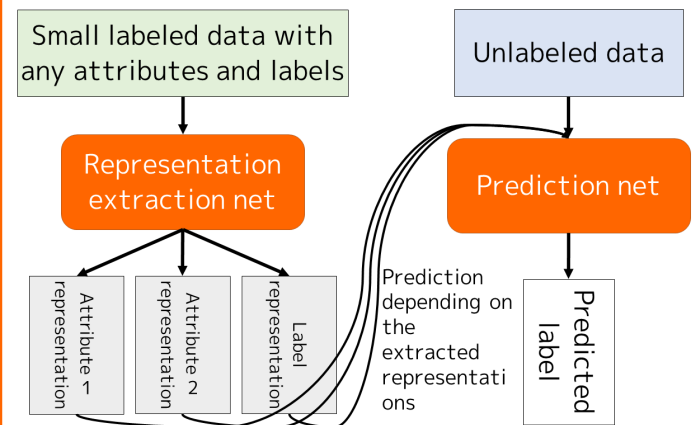 Small labeled data with
any attributes and labels
Unlabeled data
Representation
extraction net
Prediction net
Attribute 1
representation
Attribute 2
representation
Label
representation
Prediction
depending on
the
extracted
representati
ons
Predicted
label